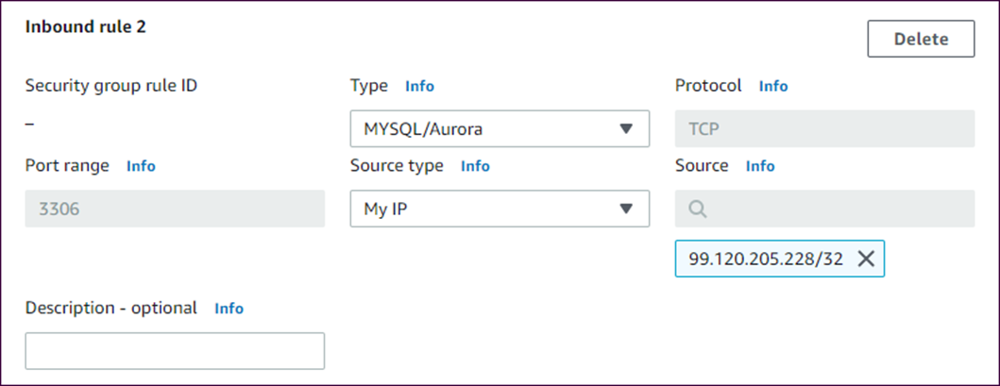 Inbound rule 2
Delete
Security group rule ID
–
Type Info
MYSQL/Aurora
Protocol Info
TCP
Port range Info
3306
Source type Info
My IP
Source Info
99.120.205.228/32
Description - optional Info